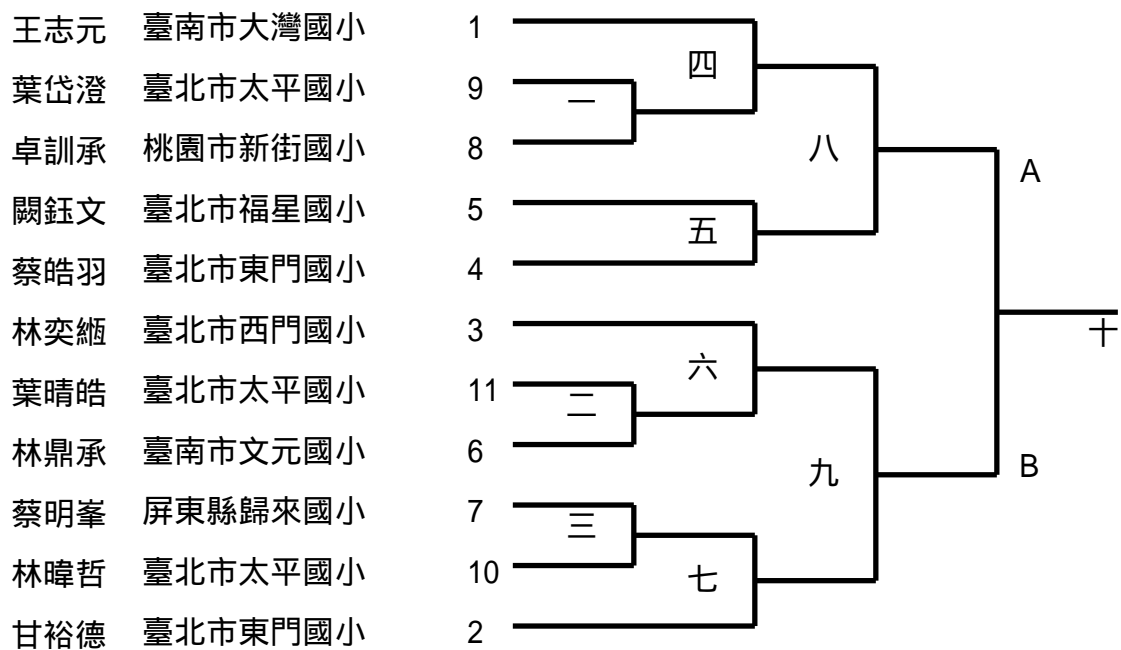 王志元 臺南市大灣國小 1
四
葉岱澄 臺北市太平國小 9
一
卓訓承 桃園市新街國小 8
八
A
闕鈺文 臺北市福星國小 5
五
蔡皓羽 臺北市東門國小 4
十
林奕緪 臺北市西門國小 3
六
葉晴皓 臺北市太平國小 11
二
林鼎承 臺南市文元國小 6
九
B
蔡明峯 屏東縣歸來國小 7
三
林暐哲 臺北市太平國小 10
七
甘裕德 臺北市東門國小 2